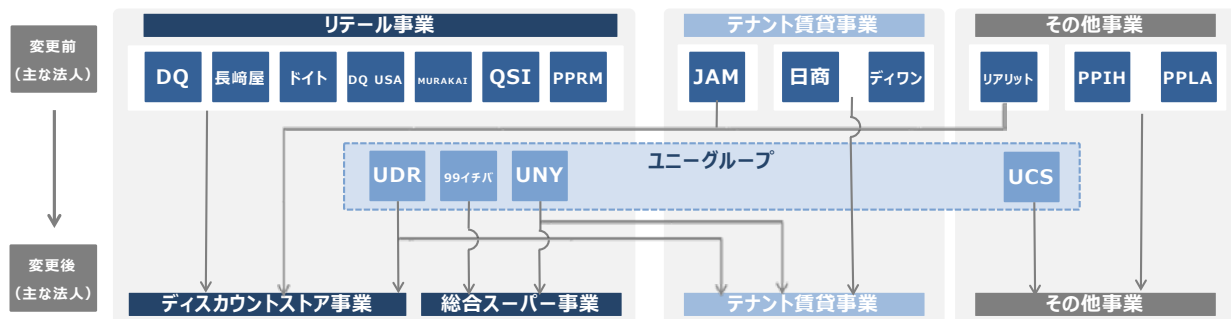 リテール事業
テナント賃貸事業
その他事業
変更前
（主な法人）
DQ
長崎屋
ドイト
DQ USA
MURAKAI
QSI
PPRM
JAM
日商
ディワン
リアリット
PPIH
PPLA
ユニーグループ
UDR
99イチバ
UNY
UCS
変更後
（主な法人）
ディスカウントストア事業
総合スーパー事業
テナント賃貸事業
その他事業